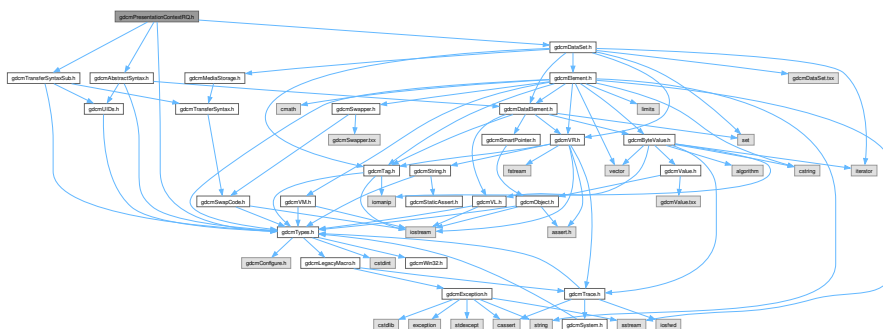 gdcmPresentationContextRQ.h
gdcmDataSet.h
gdcmTransferSyntaxSub.h
gdcmAbstractSyntax.h
gdcmMediaStorage.h
gdcmElement.h
gdcmDataSet.txx
gdcmUIDs.h
gdcmTransferSyntax.h
cmath
gdcmSwapper.h
gdcmDataElement.h
limits
gdcmSwapper.txx
gdcmSmartPointer.h
gdcmVR.h
gdcmByteValue.h
set
gdcmTag.h
gdcmString.h
fstream
vector
gdcmValue.h
algorithm
cstring
iterator
gdcmSwapCode.h
gdcmVM.h
iomanip
gdcmStaticAssert.h
gdcmVL.h
gdcmObject.h
gdcmValue.txx
gdcmTypes.h
iostream
assert.h
gdcmConfigure.h
gdcmLegacyMacro.h
cstdint
gdcmWin32.h
gdcmException.h
gdcmTrace.h
cstdlib
exception
stdexcept
cassert
string
gdcmSystem.h
sstream
iosfwd